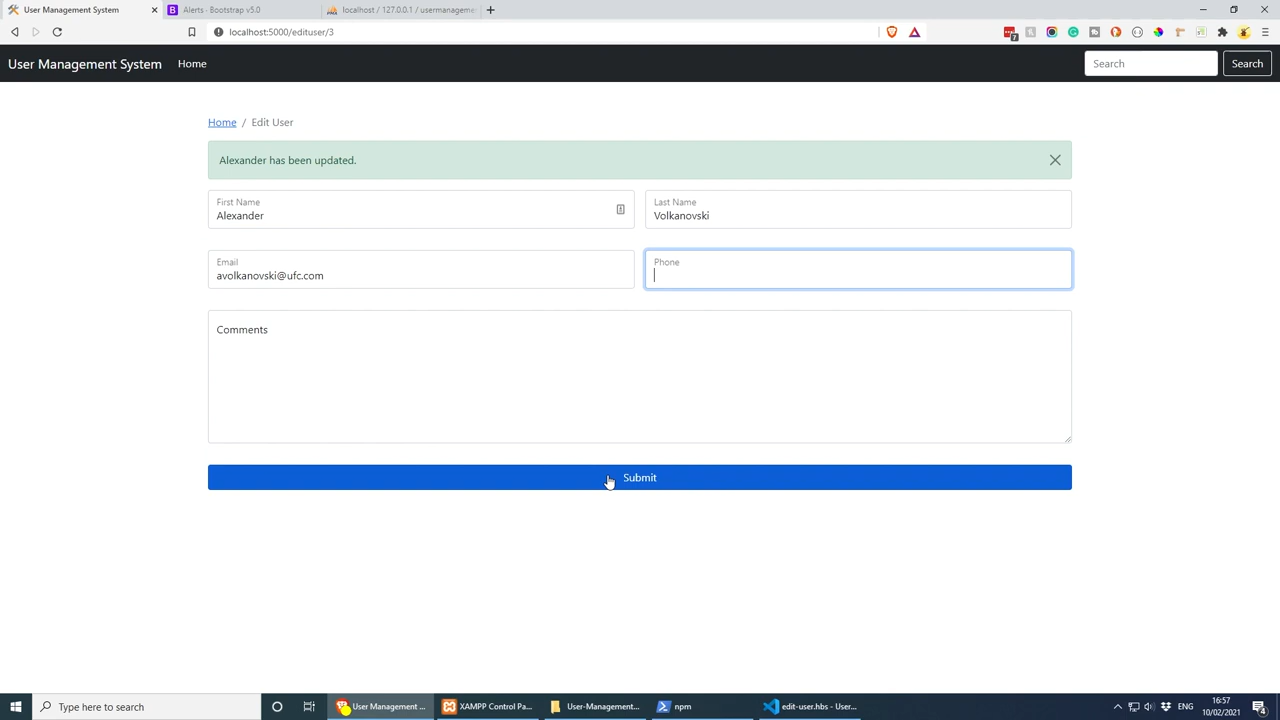 User Management System
Alerts · Bootstrap v5.0
localhost / 127.0.0.1 / usermanageme
localhost:5000/edituser/3
7
User Management System
Home
Search
Search
Home / Edit User
Alexander has been updated.
First Name
Alexander
Last Name
Volkanovski
Email
avolkanovski@ufc.com
Phone
Comments
Submit
Type here to search
User Management ...
XAMPP Control Pa...
User-Management...
npm
edit-user.hbs - User...
ENG
16:57
10/02/2021
4